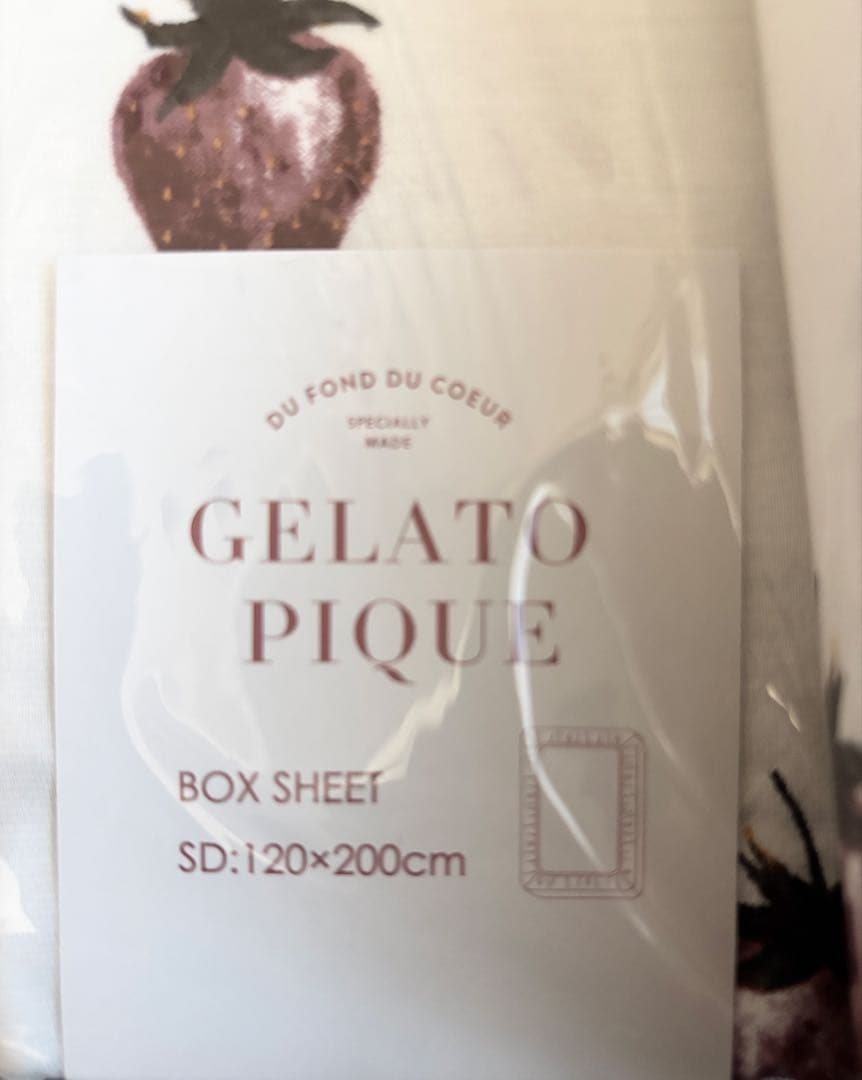 DU FOND DU COEUR
SPECIALLY
MADE
GELATO
PIQUE
BOX SHEET
SD:120×200cm